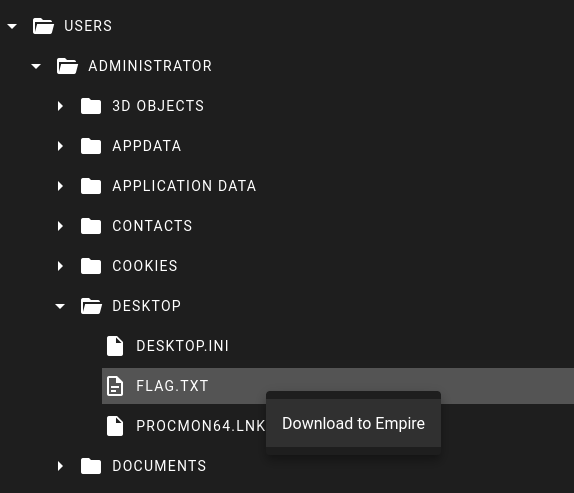 USERS
ADMINISTRATOR
3D OBJECTS
APPDATA
APPLICATION DATA
CONTACTS
COOKIES
DESKTOP
DESKTOP.INI
FLAG.TXT
Download to Empire
PROCMON64.LNK
DOCUMENTS